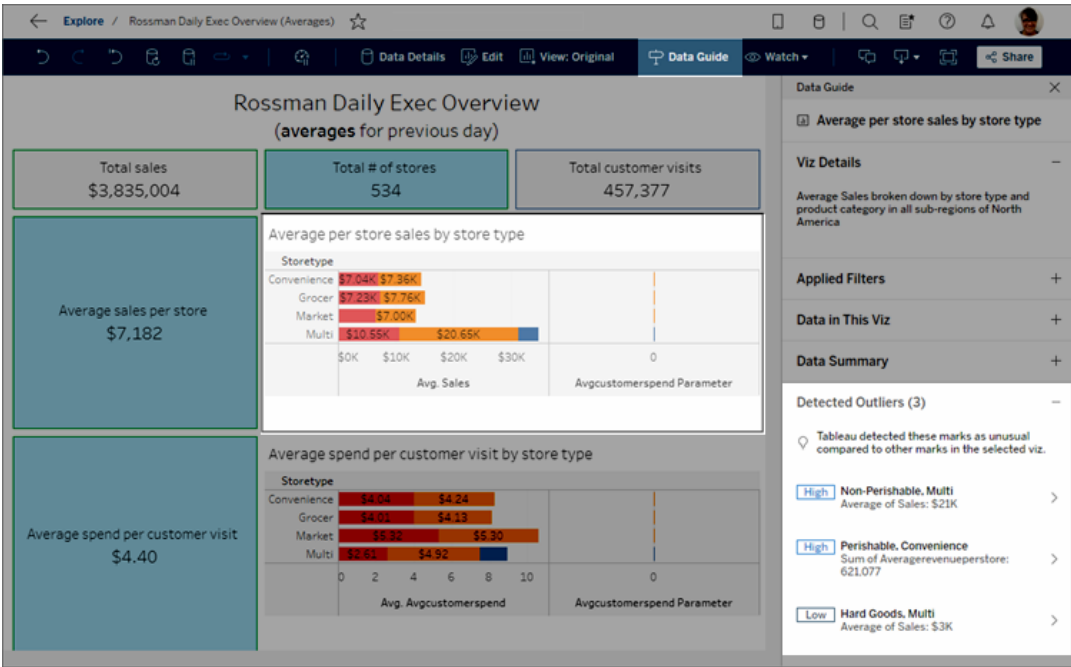 Explore / Rossman Daily Exec Overview (Averages)
Data Details Edit View: Original Data Guide Watch Share
Rossman Daily Exec Overview
(averages for previous day)
Total sales
$3,835,004
Total # of stores
534
Total customer visits
457,377
Average sales per store
$7,182
Average per store sales by store type
Storetype
Convenience $7.04K $7.36K
Grocer $7.23K $7.76K
Market $7.00K
Multi $10.55K $20.65K
$0K $10K $20K $30K 0
Avg. Sales Avgcustomerspend Parameter
Average spend per customer visit
$4.40
Average spend per customer visit by store type
Storetype
Convenience $4.04 $4.24
Grocer $4.01 $4.13
Market $5.32 $5.30
Multi $2.61 $4.92
0 2 4 6 8 10 0
Avg. Avgcustomerspend Avgcustomerspend Parameter
Data Guide
Average per store sales by store type
Viz Details
Average Sales broken down by store type and
product category in all sub-regions of North
America
Applied Filters
Data in This Viz
Data Summary
Detected Outliers (3)
Tableau detected these marks as unusual
compared to other marks in the selected viz.
High Non-Perishable, Multi
Average of Sales: $21K
High Perishable, Convenience
Sum of Averagerevenueperstore:
621,077
Low Hard Goods, Multi
Average of Sales: $3K